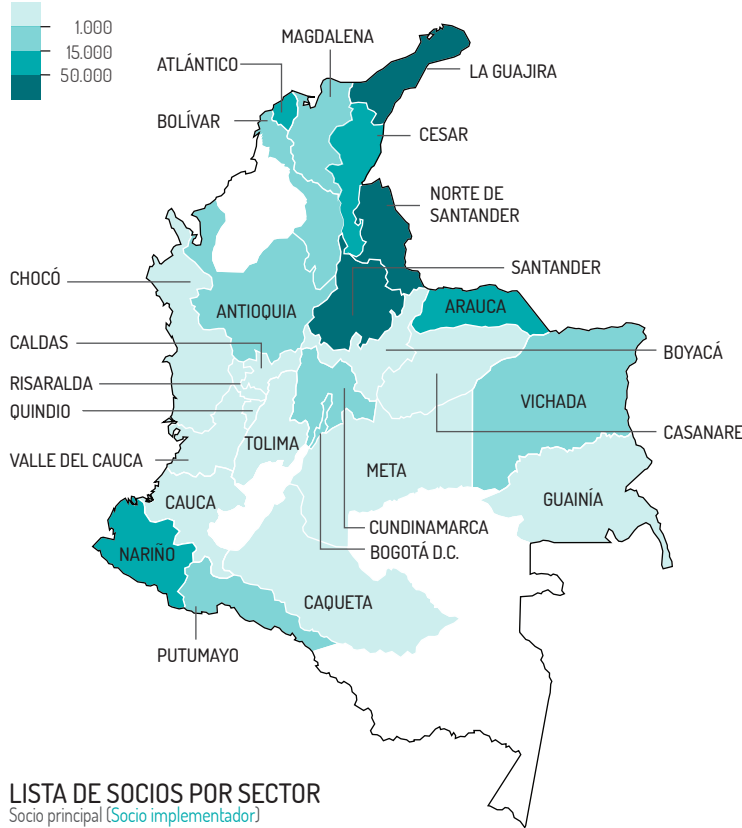 1.000
15.000
50.000
MAGDALENA
ATLÁNTICO
LA GUAJIRA
BOLÍVAR
CESAR
NORTE DE
SANTANDER
SANTANDER
CHOCÓ
ANTIOQUIA
ARAUCA
CALDAS
BOYACÁ
RISARALDA
VICHADA
QUINDIO
CASANARE
TOLIMA
VALLE DEL CAUCA
META
CAUCA
GUAINÍA
CUNDINAMARCA
NARIÑO
BOGOTÁ D.C.
CAQUETA
PUTUMAYO
LISTA DE SOCIOS POR SECTOR
Socio principal (Socio implementador)